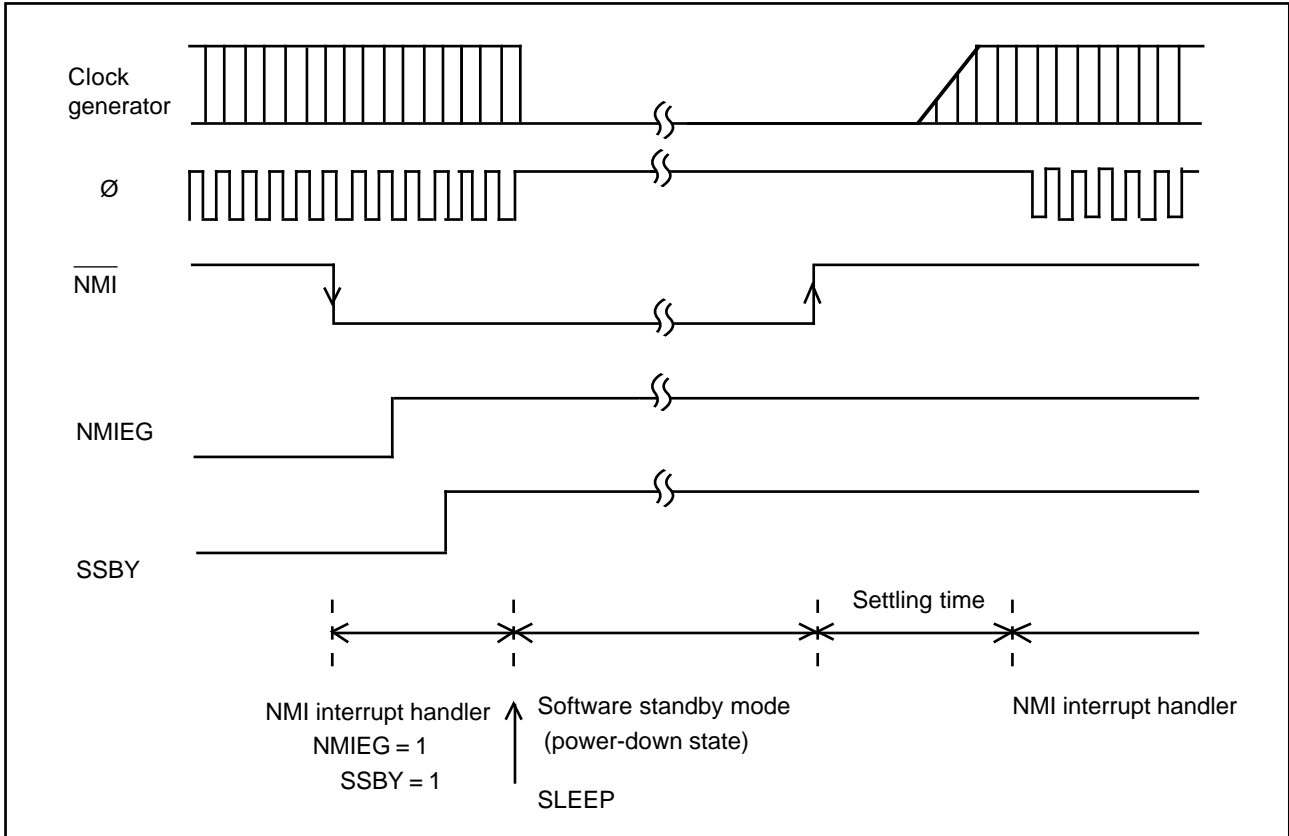 Clock
generator
Ø
N̅M̅I̅
NMIEG
SSBY
Settling time
NMI interrupt handler
NMIEG = 1
SSBY = 1
Software standby mode
(power-down state)
SLEEP
NMI interrupt handler